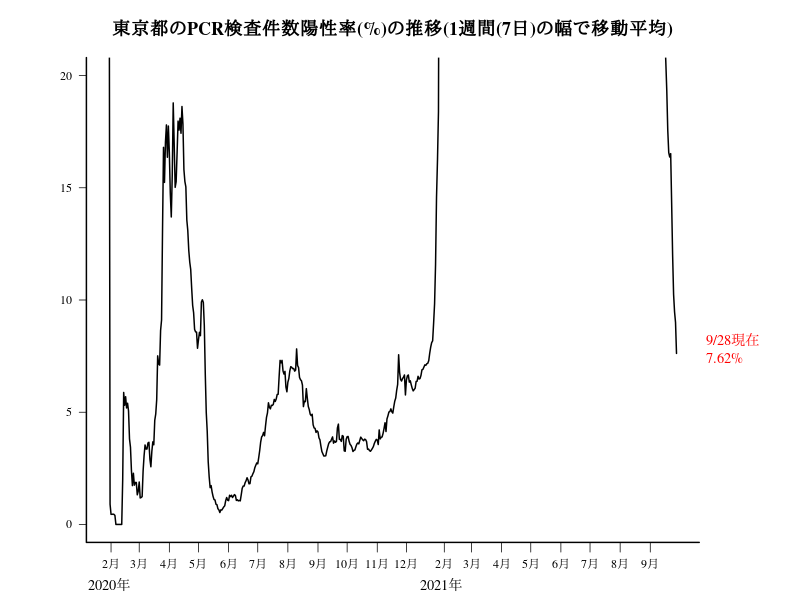 東京都のPCR検査件数陽性率(%)の推移(1週間(7日)の幅で移動平均)
20
15
10
5
0
9/28現在
7.62%
2月 3月 4月 5月 6月 7月 8月 9月 10月 11月 12月 2月 3月 4月 5月 6月 7月 8月 9月
2020年 2021年